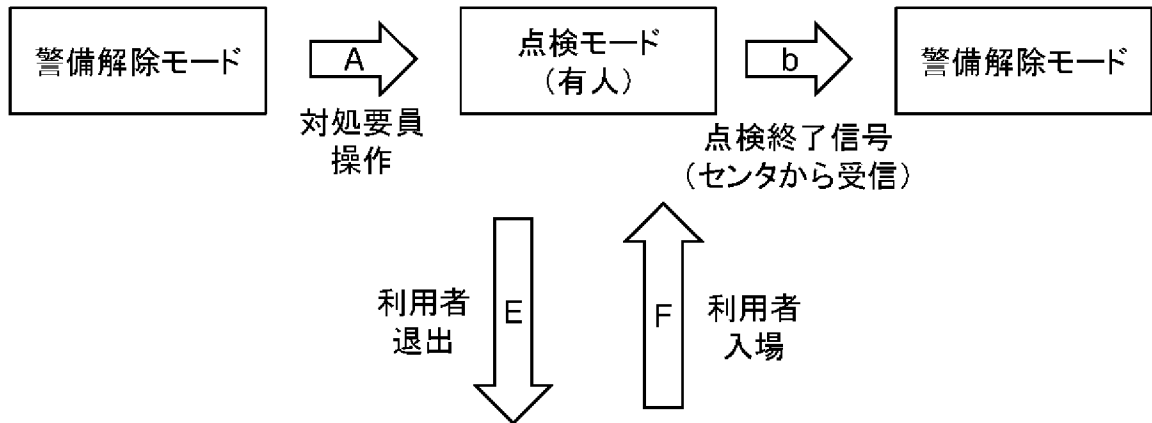 警備解除モード
A
対処要員
操作
点検モード
(有人)
b
点検終了信号
(センタから受信)
警備解除モード
利用者
退出
E
F
利用者
入場